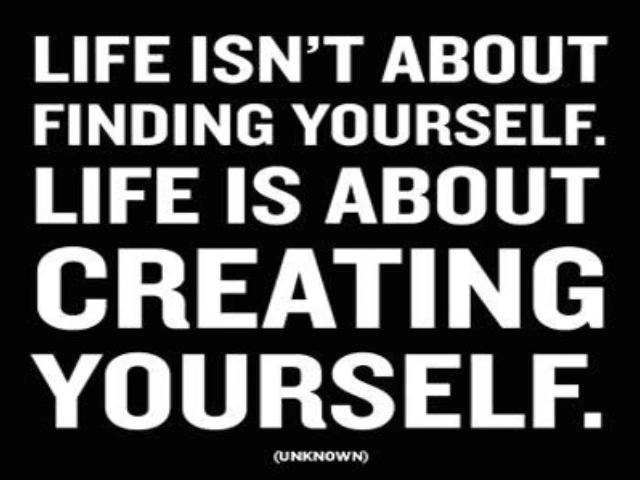 LIFE ISN'T ABOUT
FINDING YOURSELF.
LIFE IS ABOUT
CREATING
YOURSELF.
(UNKNOWN)